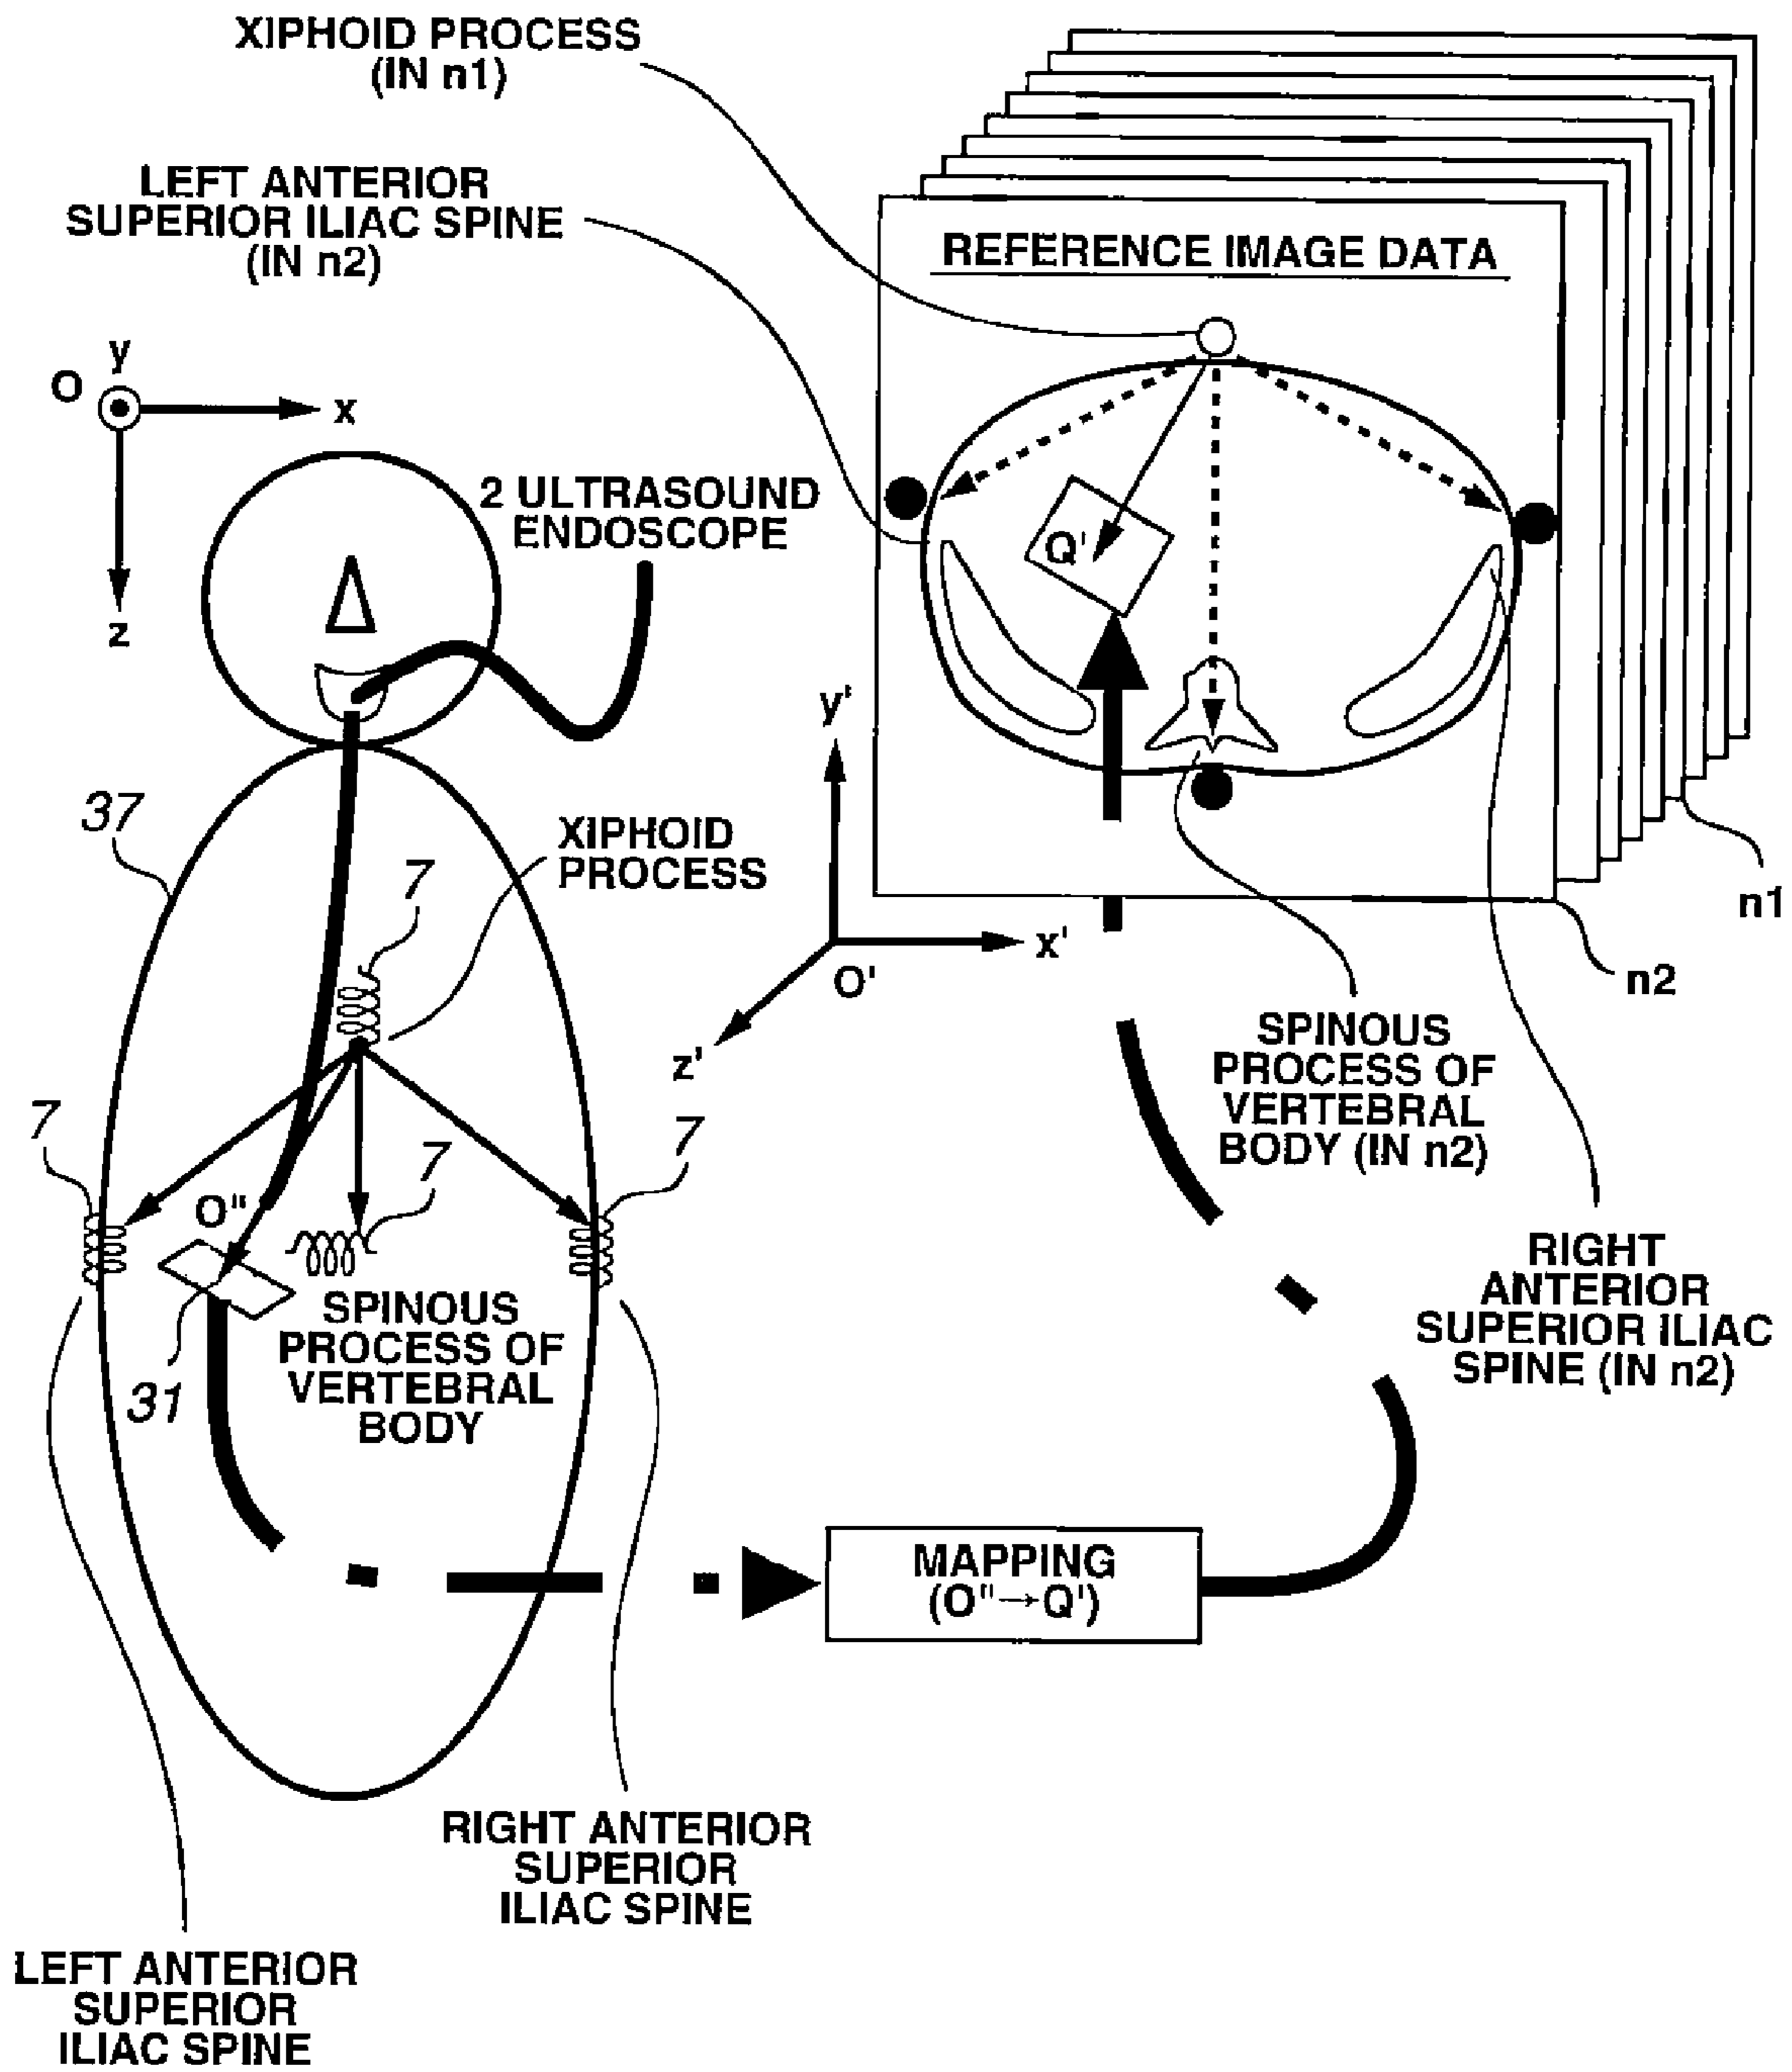 XIPHOID PROCESS
(IN n1)
LEFT ANTERIOR
SUPERIOR ILIAC SPINE
(IN n2)
REFERENCE IMAGE DATA
y
O
x
z
2 ULTRASOUND
ENDOSCOPE
Q'
y'
x'
O'
z'
n1
n2
37
7
XIPHOID
PROCESS
7
7
7
O"
31
SPINOUS
PROCESS OF
VERTEBRAL
BODY
SPINOUS
PROCESS OF
VERTEBRAL
BODY (IN n2)
RIGHT
ANTERIOR
SUPERIOR ILIAC
SPINE (IN n2)
MAPPING
(O"→Q')
RIGHT ANTERIOR
SUPERIOR
ILIAC SPINE
LEFT ANTERIOR
SUPERIOR
ILIAC SPINE